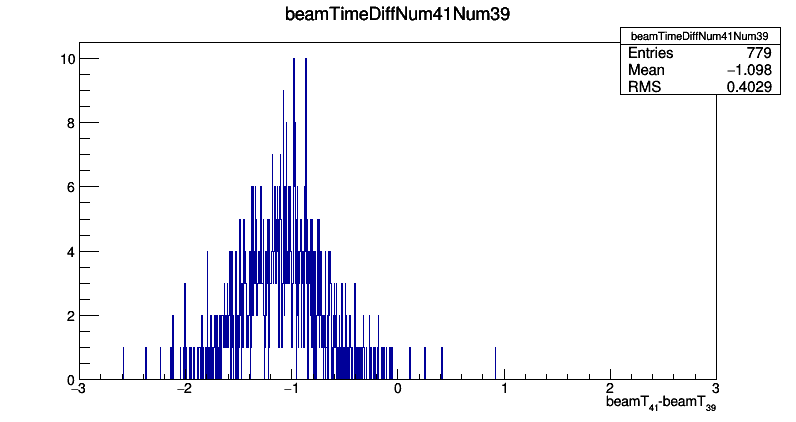 beamTimeDiffNum41Num39
beamTimeDiffNum41Num39
Entries 779
Mean −1.098
RMS 0.4029
10
8
6
4
2
0
−3 −2 −1 0 1 2 3
beamT41-beamT39